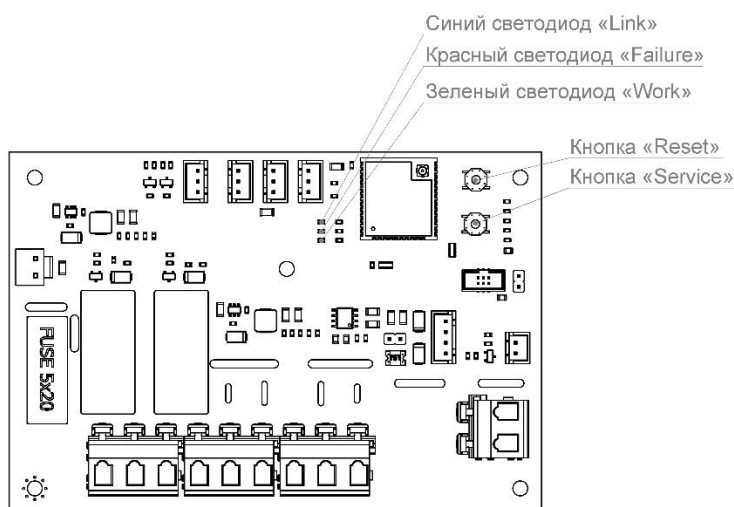 Синий светодиод «Link»
Красный светодиод «Failure»
Зеленый светодиод «Work»
Кнопка «Reset»
Кнопка «Service»
FUSE 5x20